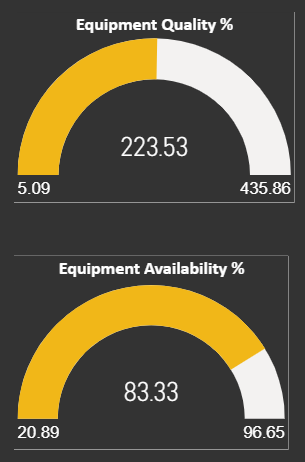 Equipment Quality %
223.53
5.09 435.86
Equipment Availability %
83.33
20.89 96.65